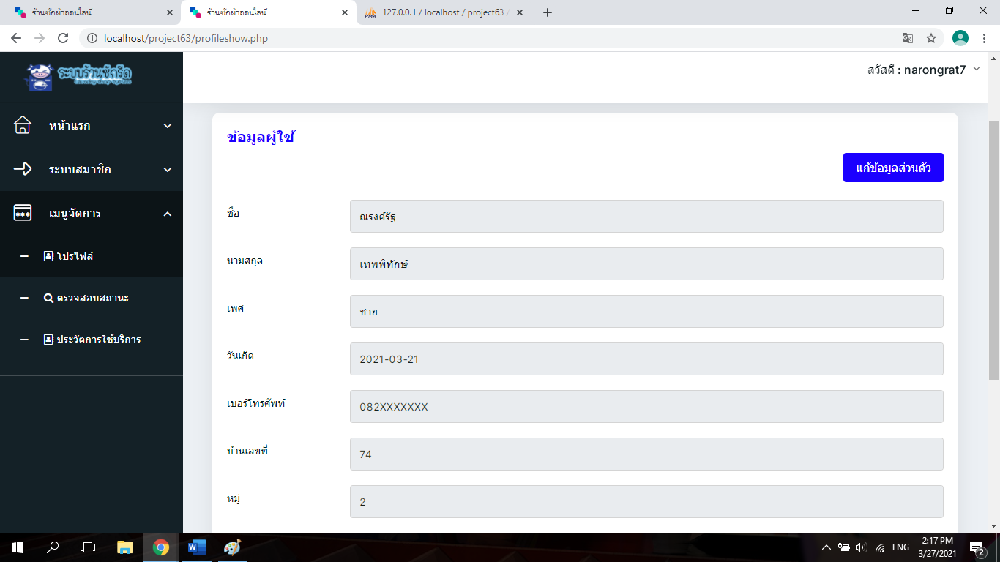 ร้านซักผ้าออนไลน์
ร้านซักผ้าออนไลน์
127.0.0.1 / localhost / project63
localhost/project63/profileshow.php
ระบบร้านซักรีด
สวัสดี : narongrat7
หน้าแรก
ระบบสมาชิก
เมนูจัดการ
โปรไฟล์
ตรวจสอบสถานะ
ประวัตการใช้บริการ
ข้อมูลผู้ใช้
แก้ข้อมูลส่วนตัว
ชื่อ
ณรงค์รัฐ
นามสกุล
เทพพิทักษ์
เพศ
ชาย
วันเกิด
2021-03-21
เบอร์โทรศัพท์
082XXXXXXX
บ้านเลขที่
74
หมู่
2
ENG
2:17 PM
3/27/2021
2